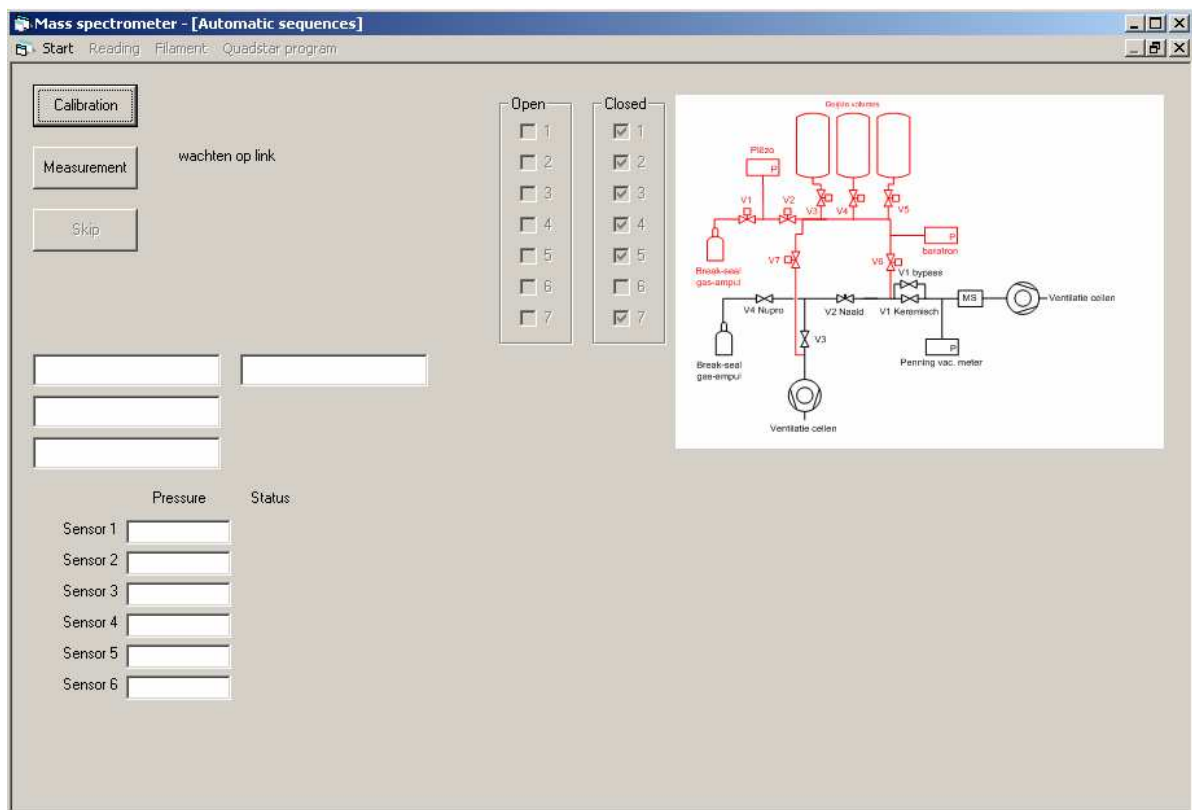 Mass spectrometer - [Automatic sequences]
Start Reading Filament Quadstar program
Calibration
Measurement
wachten op link
Skip
Open
1
2
3
4
5
6
7
Closed
1
2
3
4
5
6
7
Piëzo
P
V1
V2
V3
V4
V5
Break-seal
gas-ampul
V7
V6
P
baratron
V1 bypass
V4 Nupro
V2 Naald
V1 Keramisch
MS
Ventilatie cellen
V3
P
Penning vac. meter
Break-seal
gas-ampul
Ventilatie cellen
Pressure Status
Sensor 1
Sensor 2
Sensor 3
Sensor 4
Sensor 5
Sensor 6